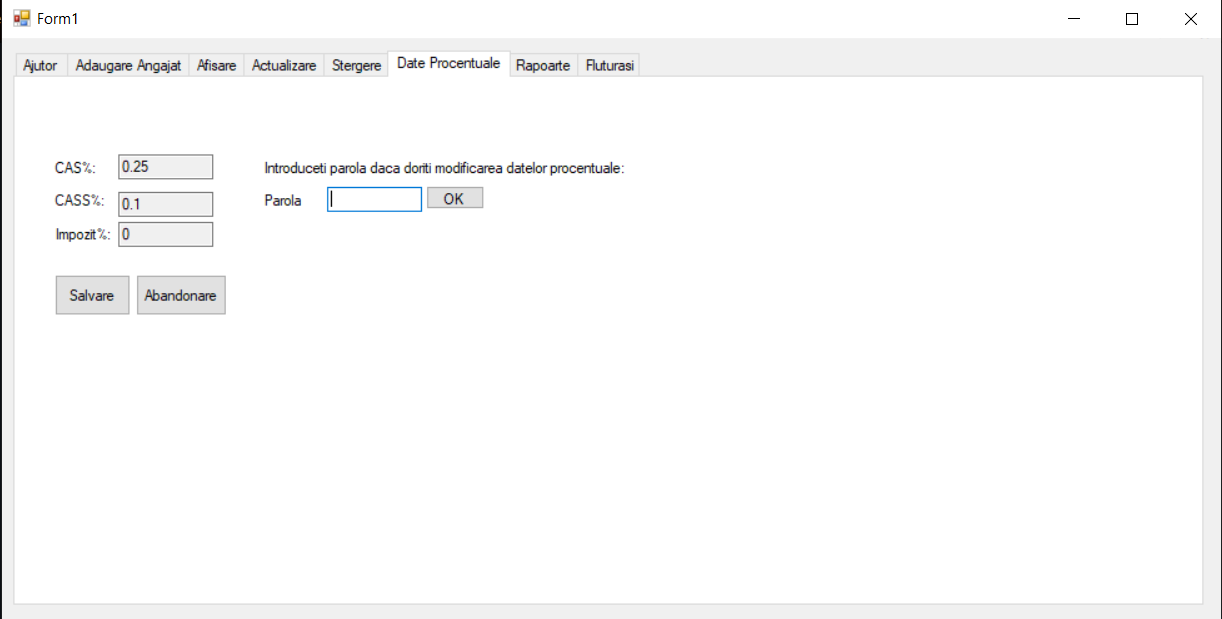 Form1
Ajutor Adaugare Angajat Afisare Actualizare Stergere Date Procentuale Rapoarte Fluturasi
CAS%: 0.25 Introduceti parola daca doriti modificarea datelor procentuale:
CASS%: 0.1 Parola OK
Impozit%: 0
Salvare Abandonare